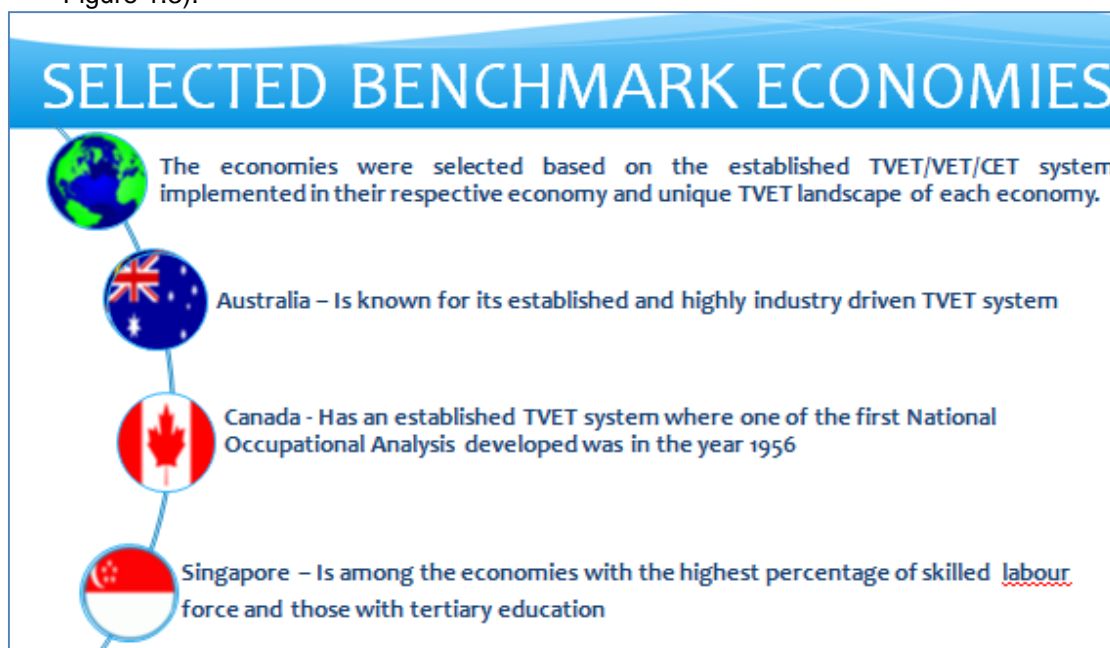 Figure 1.8).
SELECTED BENCHMARK ECONOMIES
The economies were selected based on the established TVET/VET/CET system
implemented in their respective economy and unique TVET landscape of each economy.
Australia – Is known for its established and highly industry driven TVET system
Canada - Has an established TVET system where one of the first National
Occupational Analysis developed was in the year 1956
Singapore – Is among the economies with the highest percentage of skilled labour
force and those with tertiary education